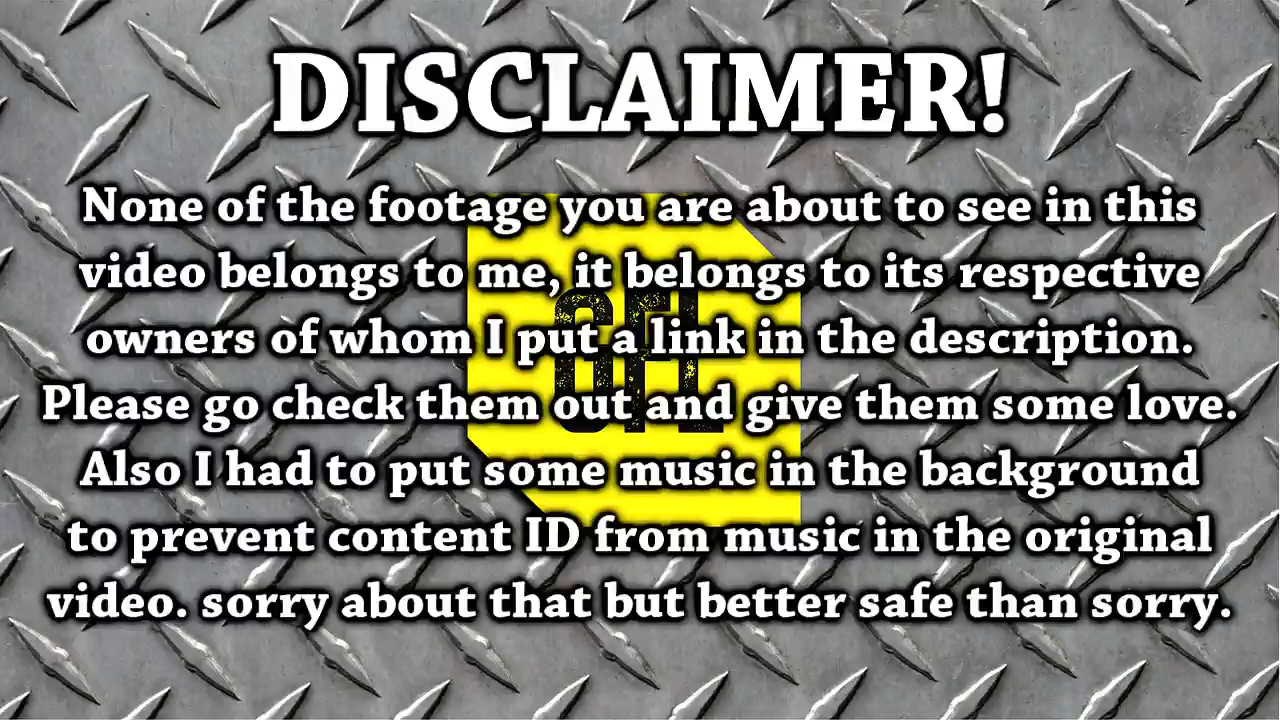 DISCLAIMER!
None of the footage you are about to see in this
video belongs to me, it belongs to its respective
owners of whom I put a link in the description.
Please go check them out and give them some love.
Also I had to put some music in the background
to prevent content ID from music in the original
video. sorry about that but better safe than sorry.